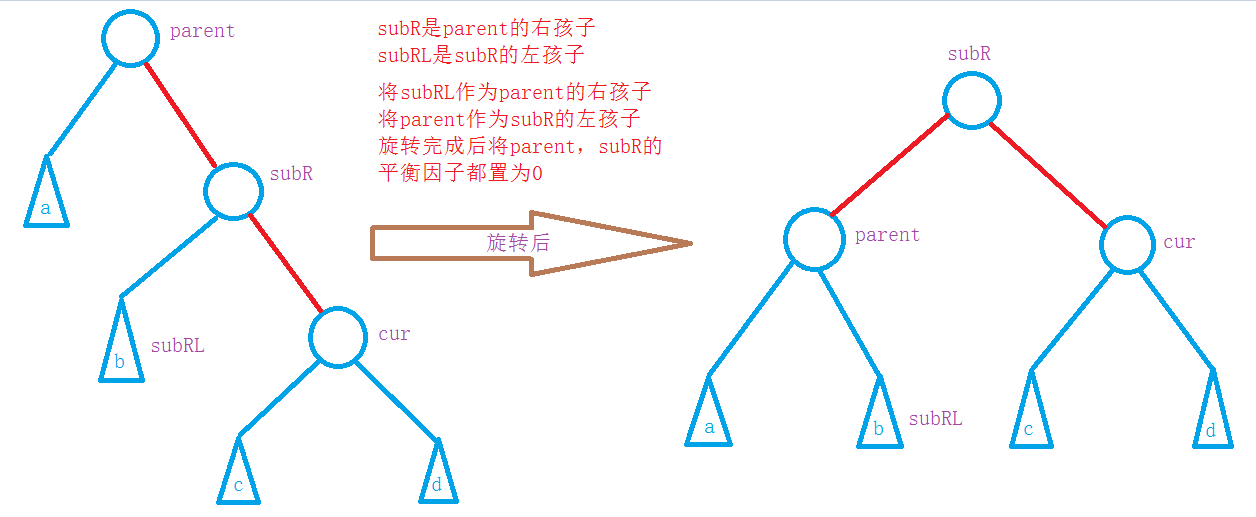 parent
subR是parent的右孩子
subRL是subR的左孩子
将subRL作为parent的右孩子
将parent作为subR的左孩子
旋转完成后将parent，subR的
平衡因子都置为0
subR
a
b
subRL
cur
c
d
旋转后
subR
parent
cur
a
b
subRL
c
d